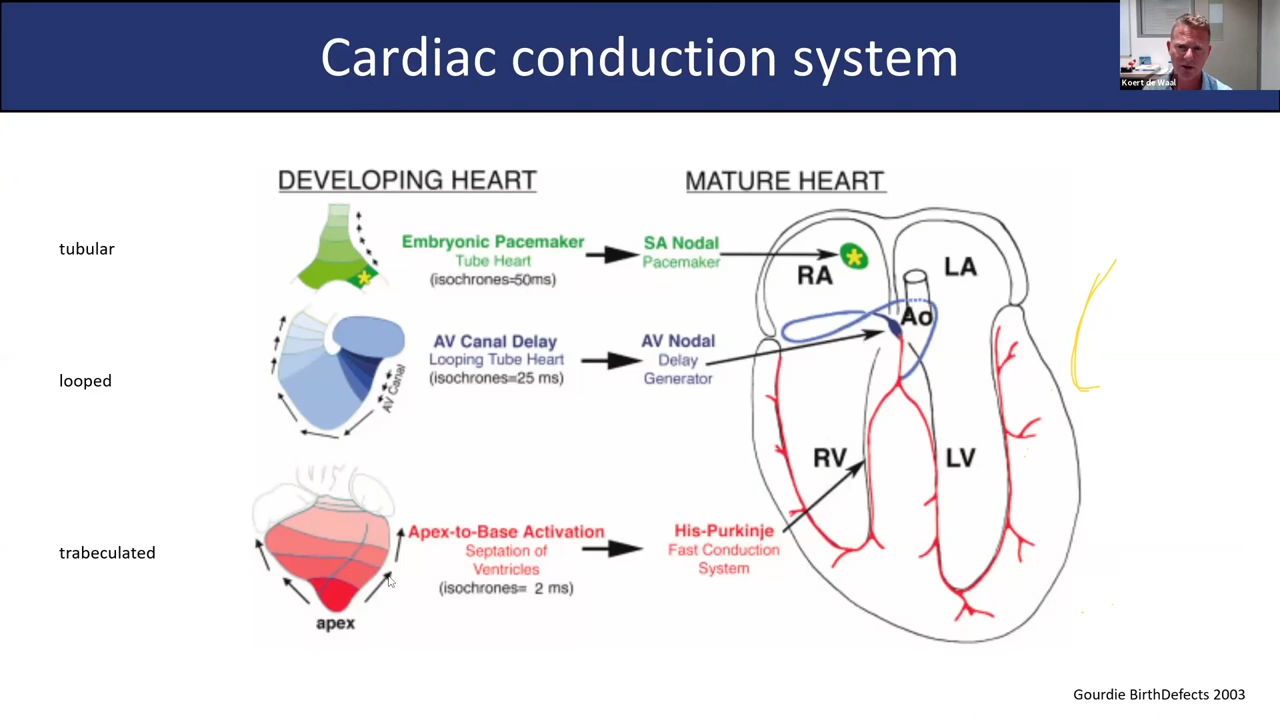 Cardiac conduction system
Koert de Waal
DEVELOPING HEART
MATURE HEART
tubular
Embryonic Pacemaker
Tube Heart
(isochrones=50ms)
SA Nodal
Pacemaker
RA
LA
Ao
looped
AV Canal
AV Canal Delay
Looping Tube Heart
(isochrones=25 ms)
AV Nodal
Delay
Generator
RV
LV
trabeculated
apex
Apex-to-Base Activation
Septation of
Ventricles
(isochrones= 2 ms)
His-Purkinje
Fast Conduction
System
Gourdie BirthDefects 2003